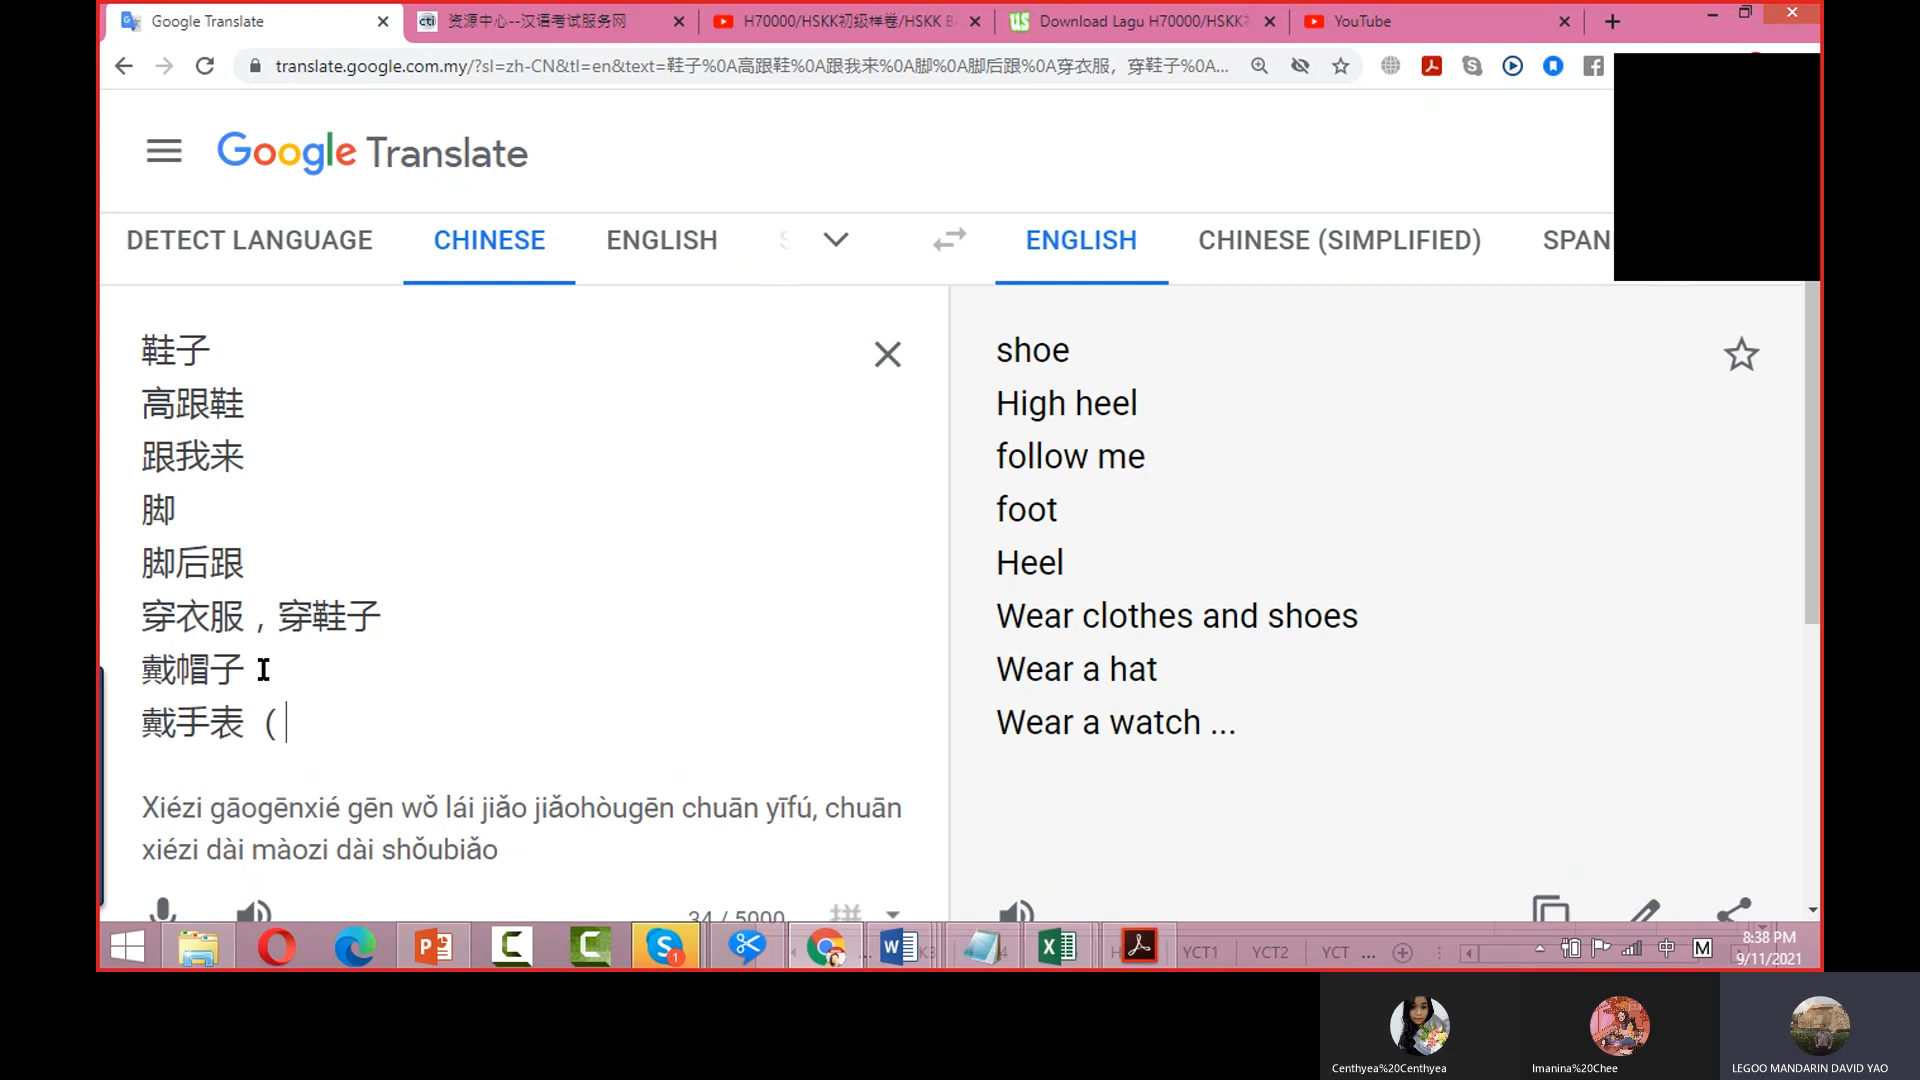 Google Translate
资源中心--汉语考试服务网
H70000/HSKK初级样卷/HSKK B
Download Lagu H70000/HSKK
YouTube
translate.google.com.my/?sl=zh-CN&tl=en&text=鞋子%0A高跟鞋%0A跟我来%0A脚%0A脚后跟%0A穿衣服，穿鞋子%0A...
Google Translate
DETECT LANGUAGE
CHINESE
ENGLISH
ENGLISH
CHINESE (SIMPLIFIED)
SPAN
鞋子
高跟鞋
跟我来
脚
脚后跟
穿衣服，穿鞋子
戴帽子
戴手表（
Xiézi gāogēnxié gēn wǒ lái jiǎo jiǎohòugēn chuān yīfú, chuān
xiézi dài màozi dài shǒubiǎo
34 / 5000
拼
shoe
High heel
follow me
foot
Heel
Wear clothes and shoes
Wear a hat
Wear a watch ...
YCT1
YCT2
YCT ...
中
M
8:38 PM
9/11/2021
Centhyea%20Centhyea
Imanina%20Chee
LEGOO MANDARIN DAVID YAO